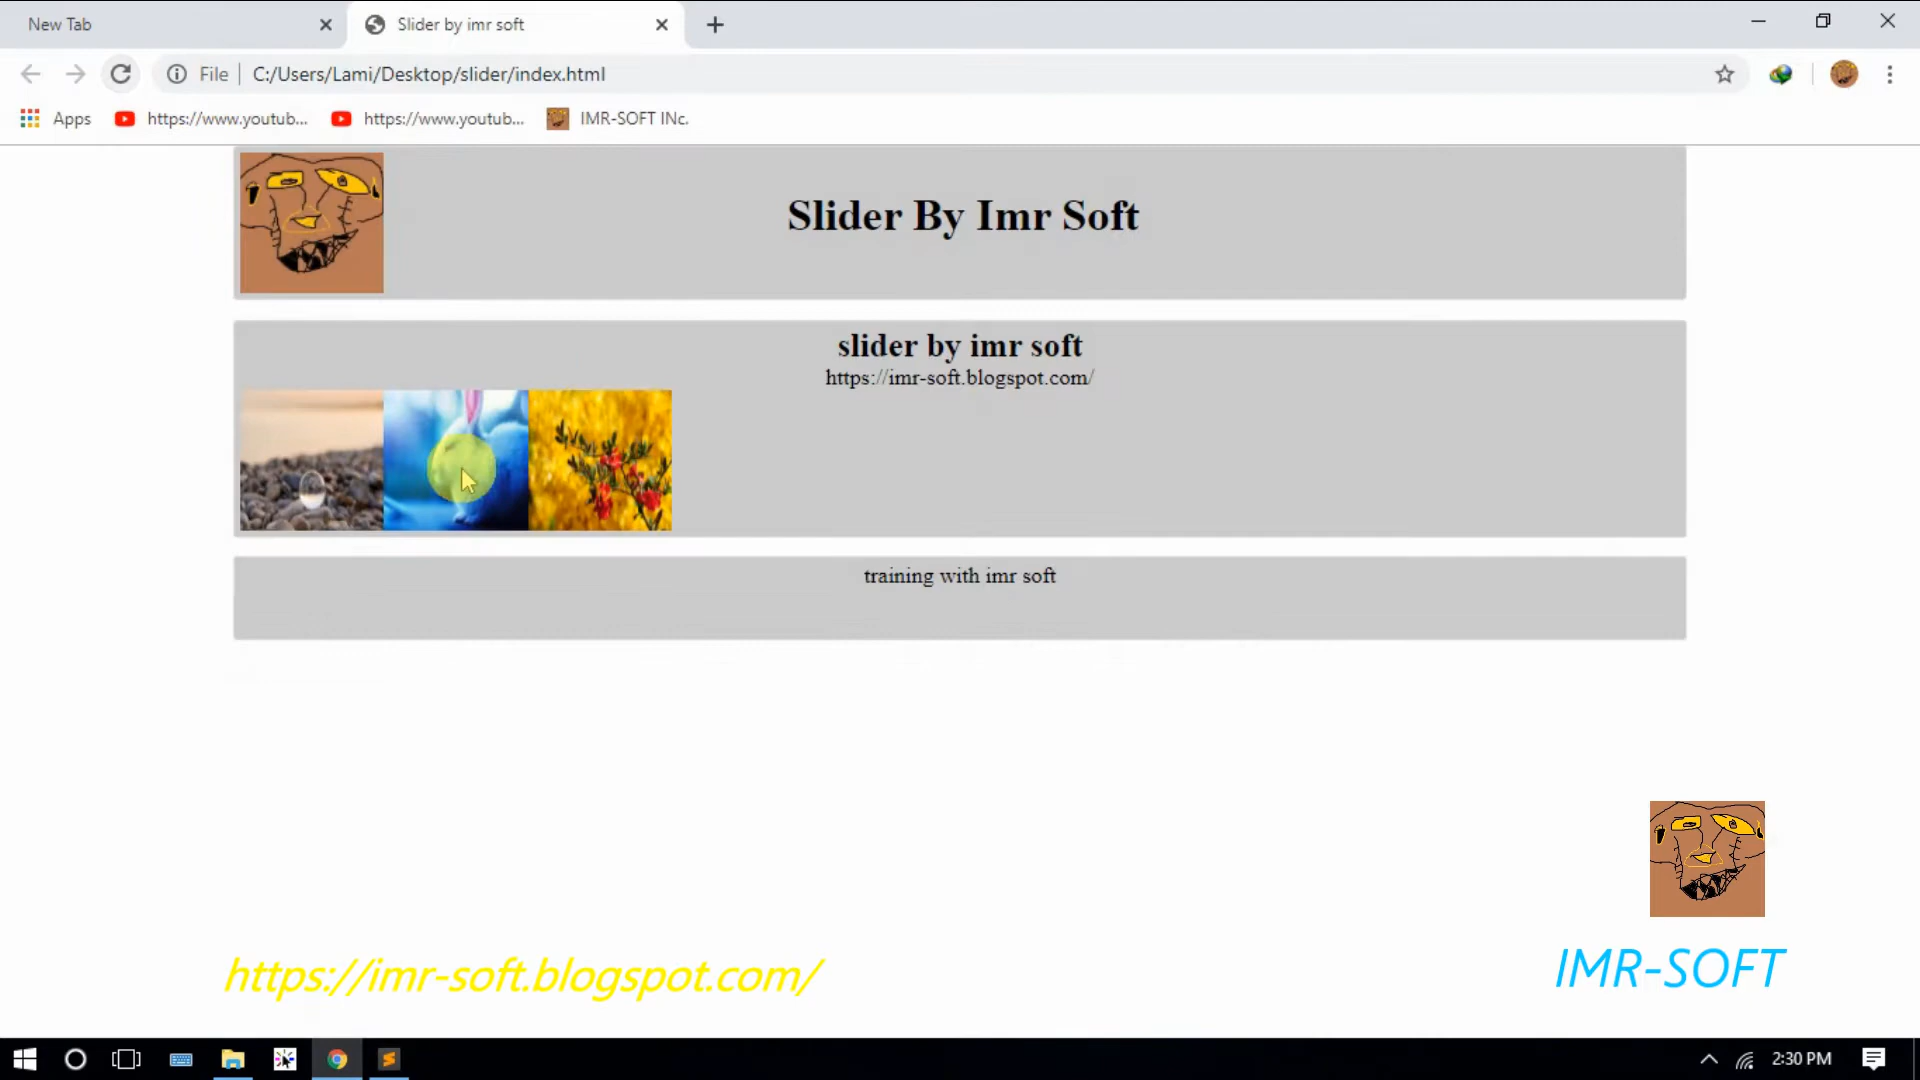 New Tab
Slider by imr soft
File
C:/Users/Lami/Desktop/slider/index.html
Apps
https://www.youtub...
https://www.youtub...
IMR-SOFT INc.
Slider By Imr Soft
slider by imr soft
https://imr-soft.blogspot.com/
training with imr soft
https://imr-soft.blogspot.com/
IMR-SOFT
2:30 PM